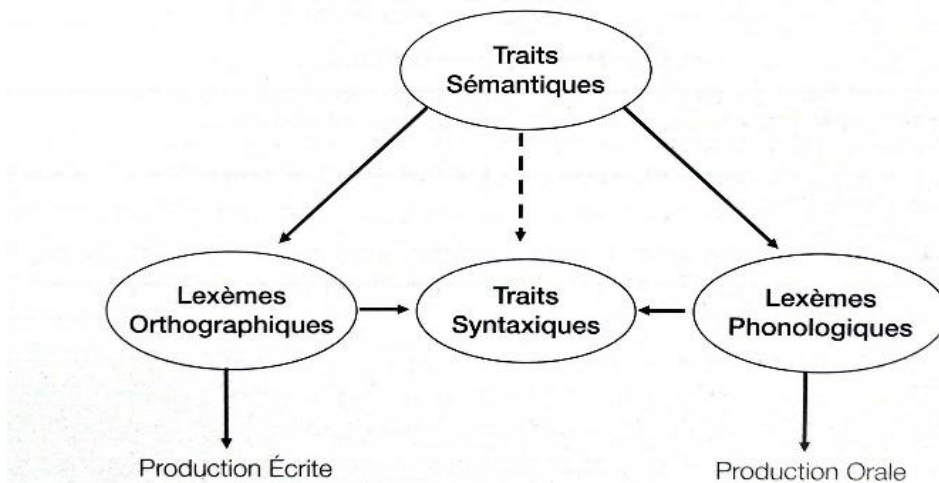 Traits
Sémantiques
Lexèmes
Orthographiques
Traits
Syntaxiques
Lexèmes
Phonologiques
Production Écrite
Production Orale